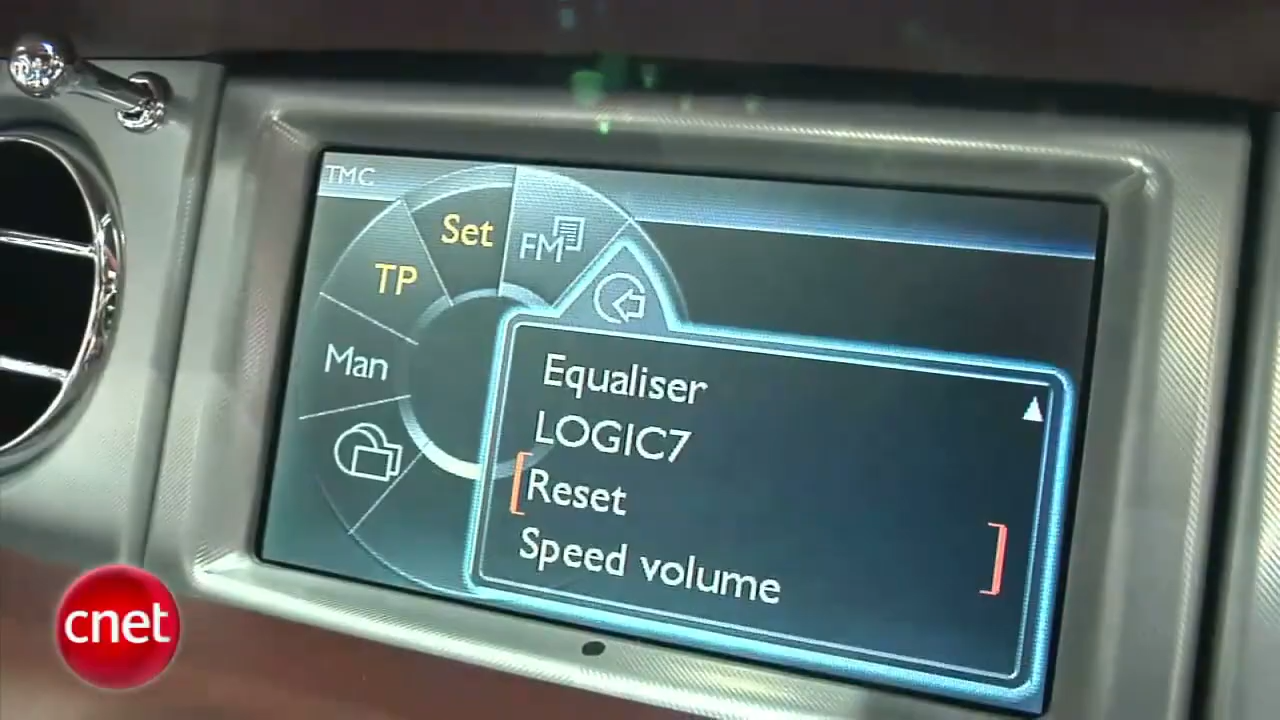 TMC
Set
FM
TP
Man
Equaliser
LOGIC7
Reset
Speed volume
cnet